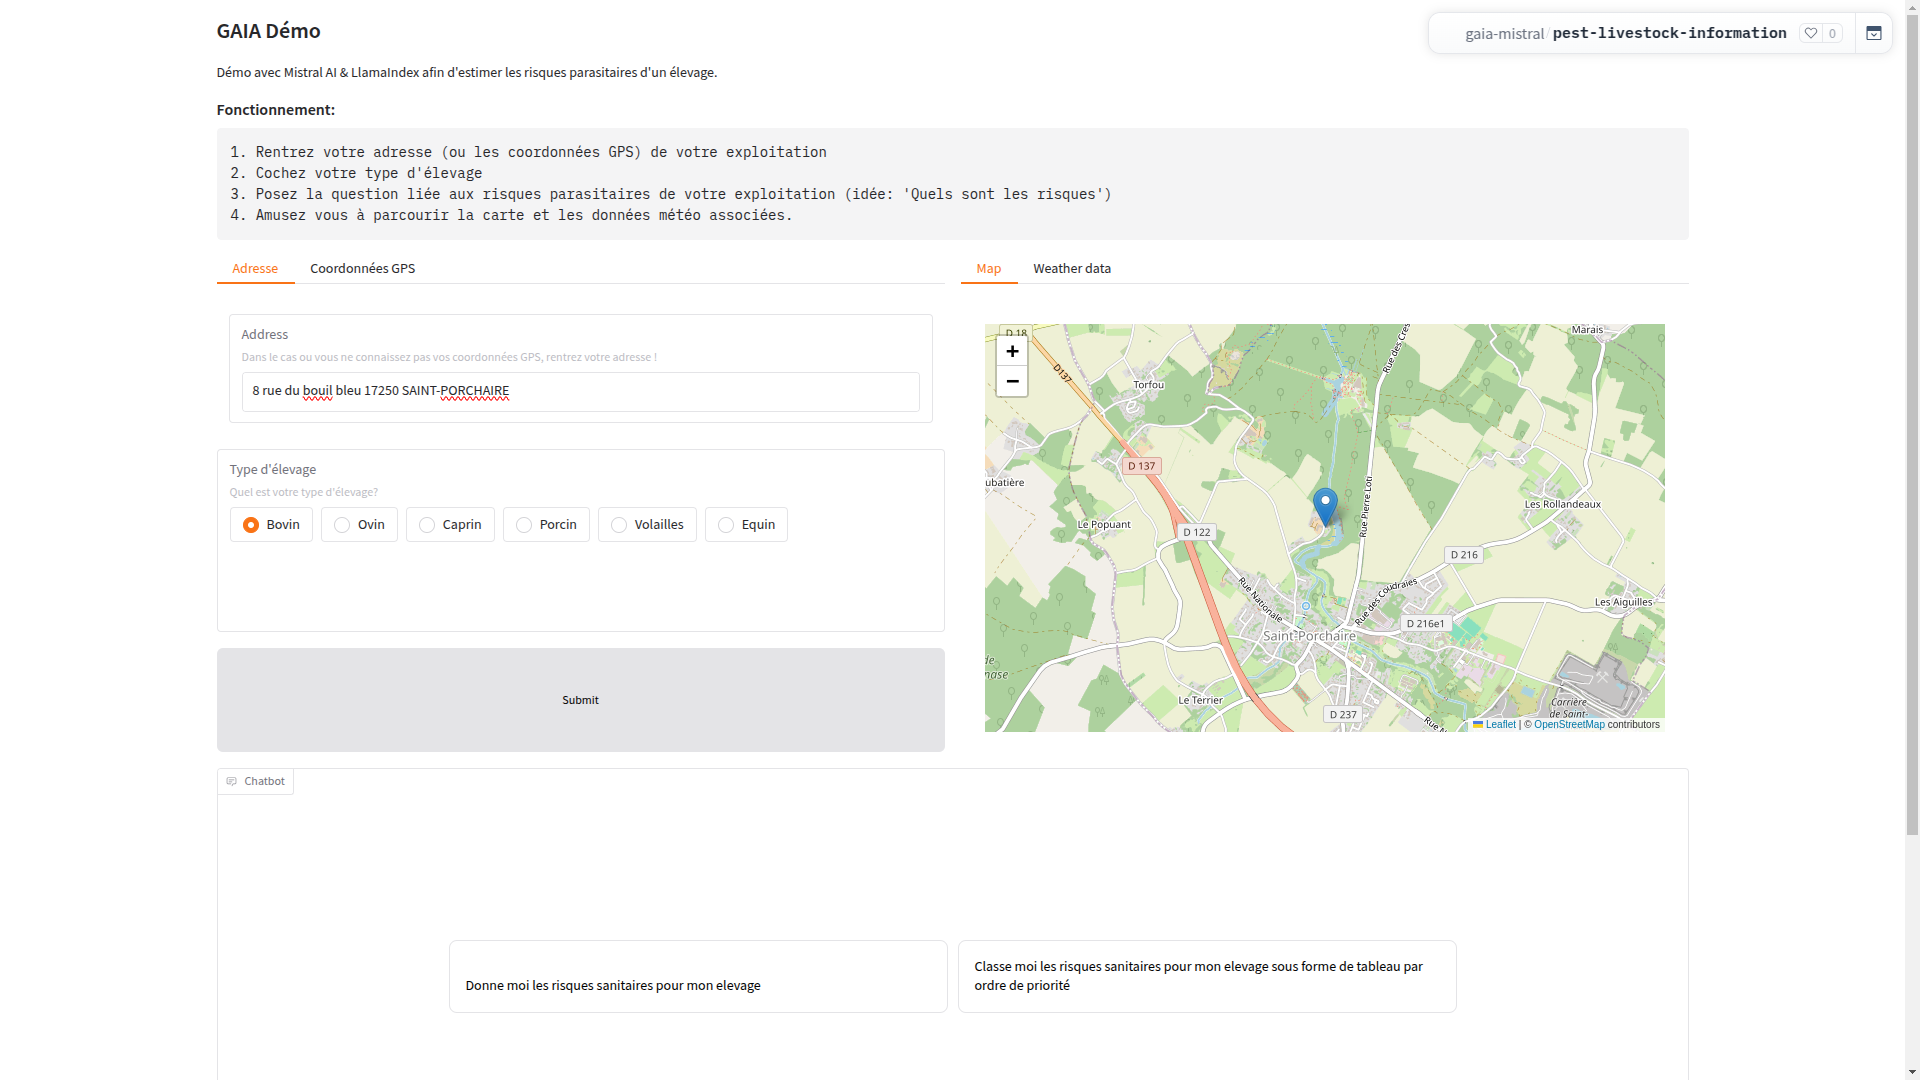 GAIA Démo
gaia-mistral/pest-livestock-information 0
Démo avec Mistral AI & LlamaIndex afin d'estimer les risques parasitaires d'un élevage.
Fonctionnement:
1. Rentrez votre adresse (ou les coordonnées GPS) de votre exploitation
2. Cochez votre type d'élevage
3. Posez la question liée aux risques parasitaires de votre exploitation (idée: 'Quels sont les risques')
4. Amusez vous à parcourir la carte et les données météo associées.
Adresse
Coordonnées GPS
Map
Weather data
Address
Dans le cas ou vous ne connaissez pas vos coordonnées GPS, rentrez votre adresse !
8 rue du bouil bleu 17250 SAINT-PORCHAIRE
Type d'élevage
Quel est votre type d'élevage?
Bovin
Ovin
Caprin
Porcin
Volailles
Equin
Submit
+
−
D 18
D137
Torfou
Rue des Cres
Marais
D 137
ubatière
Le Popuant
D 122
Rue Pierre Loti
Les Rollandeaux
D 216
Rue Nationale
Rue des Coudraies
Les Aiguilles
D 216e1
Saint-Porchaire
de
nase
Le Terrier
D 237
Rue N
Carrière
de Saint-
Leaflet | © OpenStreetMap contributors
Chatbot
Donne moi les risques sanitaires pour mon elevage
Classe moi les risques sanitaires pour mon elevage sous forme de tableau par
ordre de priorité